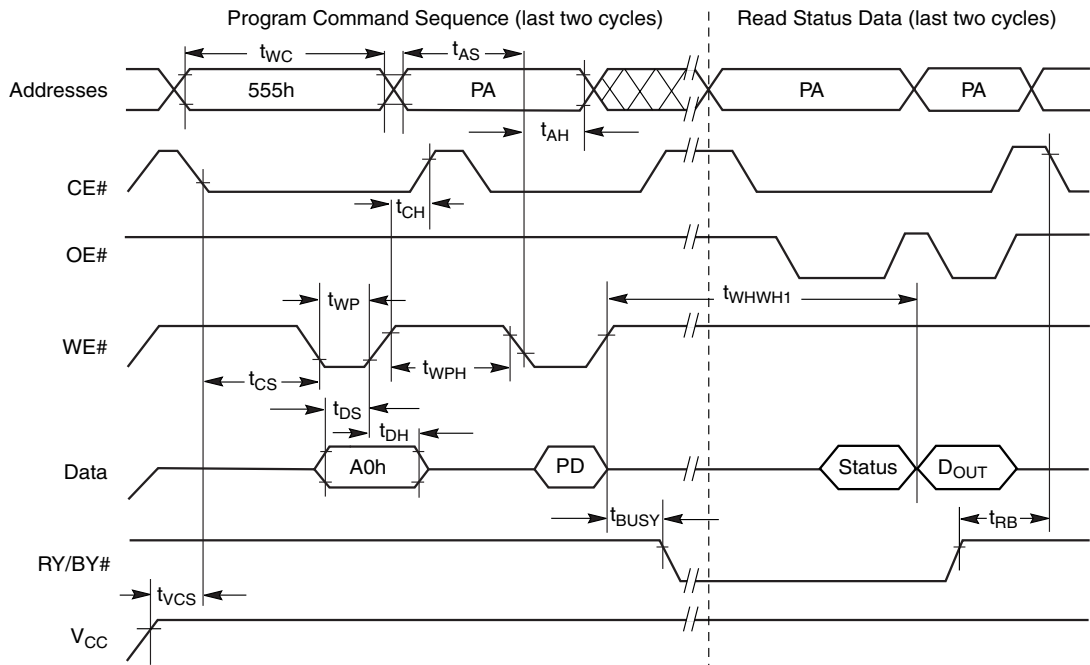 Program Command Sequence (last two cycles) Read Status Data (last two cycles)
tWC tAS
Addresses 555h PA PA PA
tAH
CE#
tCH
OE#
tWP tWHWH1
WE#
tWPH
tCS
tDS
tDH
Data A0h PD Status DOUT
tBUSY tRB
RY/BY#
tVCS
VCC